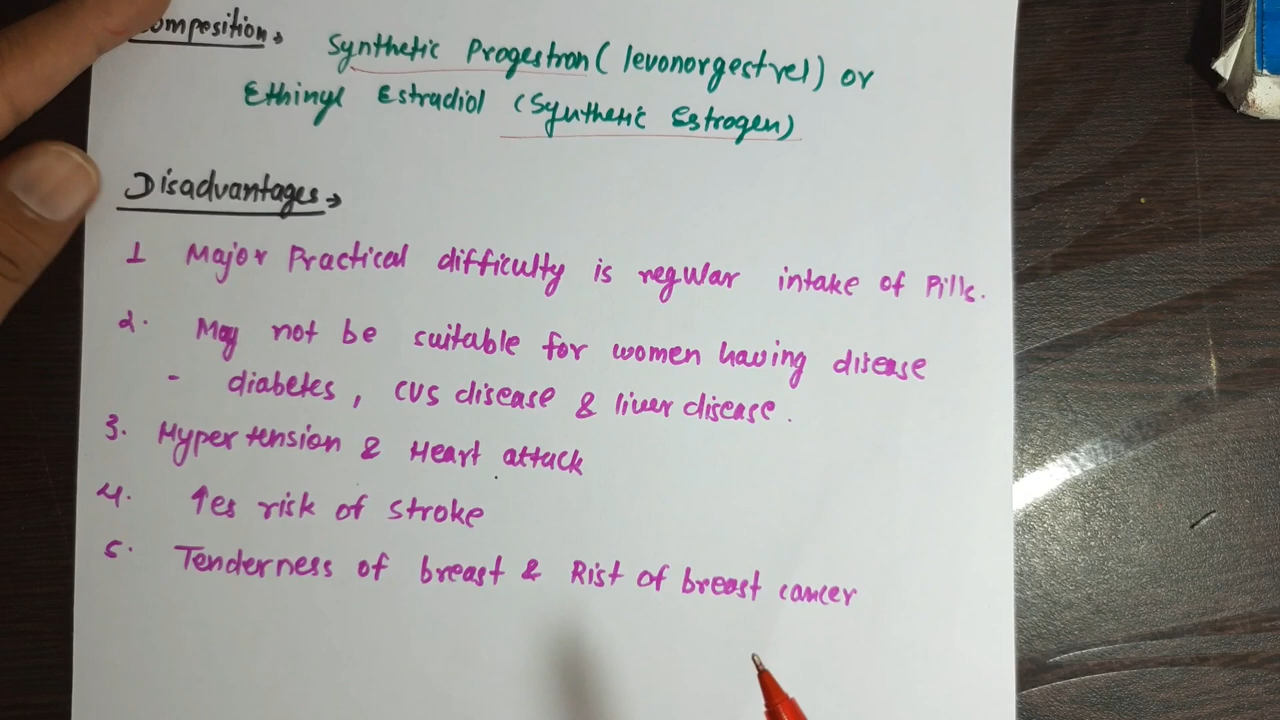 Composition →
Synthetic Progestron ( levonorgestrel) or
Ethinyl Estradiol (Synthetic Estrogen)
Disadvantages →
1 Major Practical difficulty is regular intake of Pills.
2. May not be suitable for women having disease
- diabetes, CVS disease & liver disease.
3. Hypertension & Heart attack
4. ↑es risk of stroke
5. Tenderness of breast & Rist of breast cancer